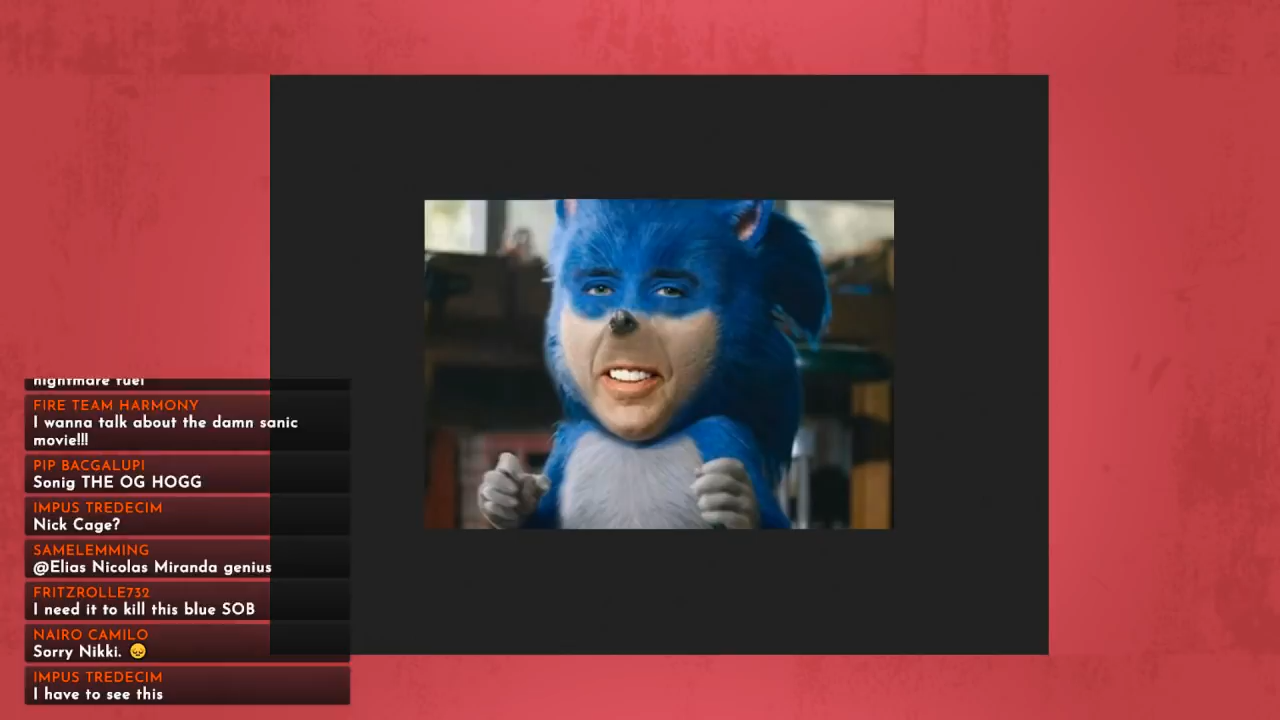 nightmare fuel
FIRE TEAM HARMONY
I wanna talk about the damn sanic
movie!!!
PIP BACGALUPI
Sonig THE OG HOGG
IMPUS TREDECIM
Nick Cage?
SAMELEMMING
@Elias Nicolas Miranda genius
FRITZROLLE732
I need it to kill this blue SOB
NAIRO CAMILO
Sorry Nikki. 😞
IMPUS TREDECIM
I have to see this